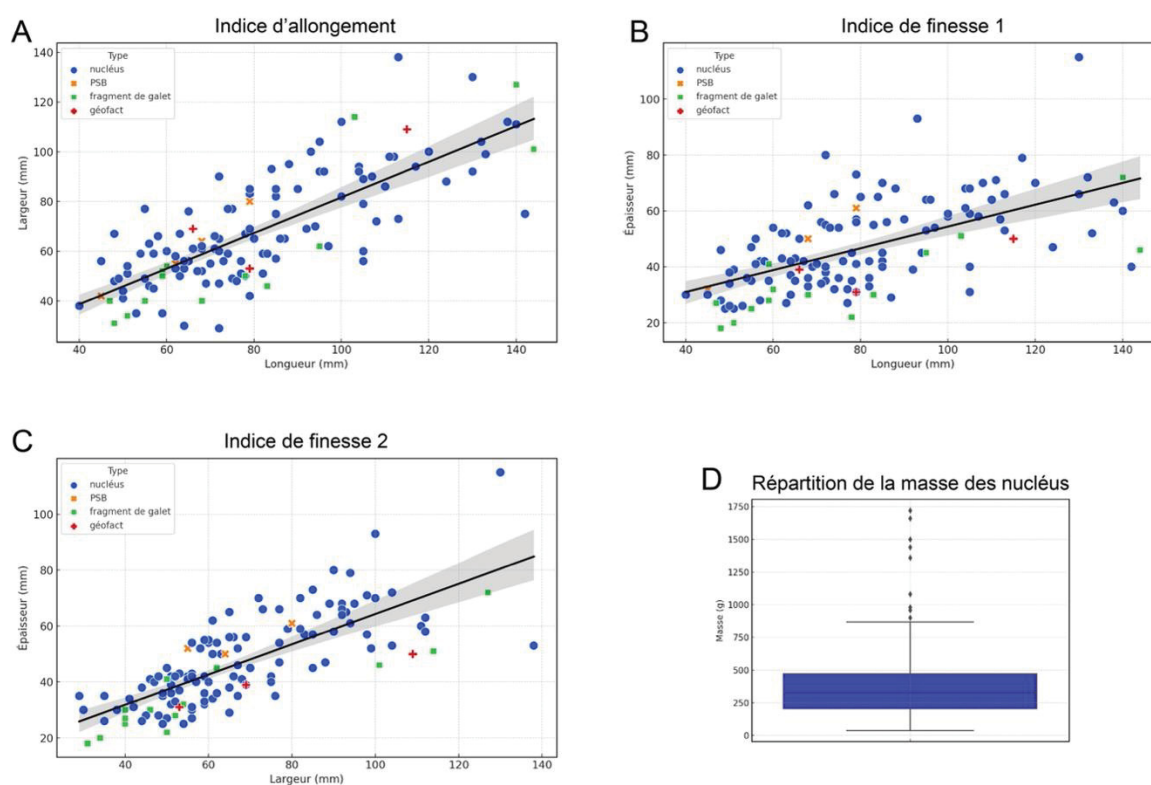 A
Indice d'allongement
140
120
100
80
60
40
Largeur (mm)
Type
nucléus
PSB
fragment de galet
géofact
40 60 80 100 120 140
Longueur (mm)
B
Indice de finesse 1
100
80
60
40
20
Épaisseur (mm)
Type
nucléus
PSB
fragment de galet
géofact
40 60 80 100 120 140
Longueur (mm)
C
Indice de finesse 2
100
80
60
40
20
Épaisseur (mm)
Type
nucléus
PSB
fragment de galet
géofact
40 60 80 100 120 140
Largeur (mm)
D
Répartition de la masse des nucléus
1750
1500
1250
1000
750
500
250
0
Masse (g)